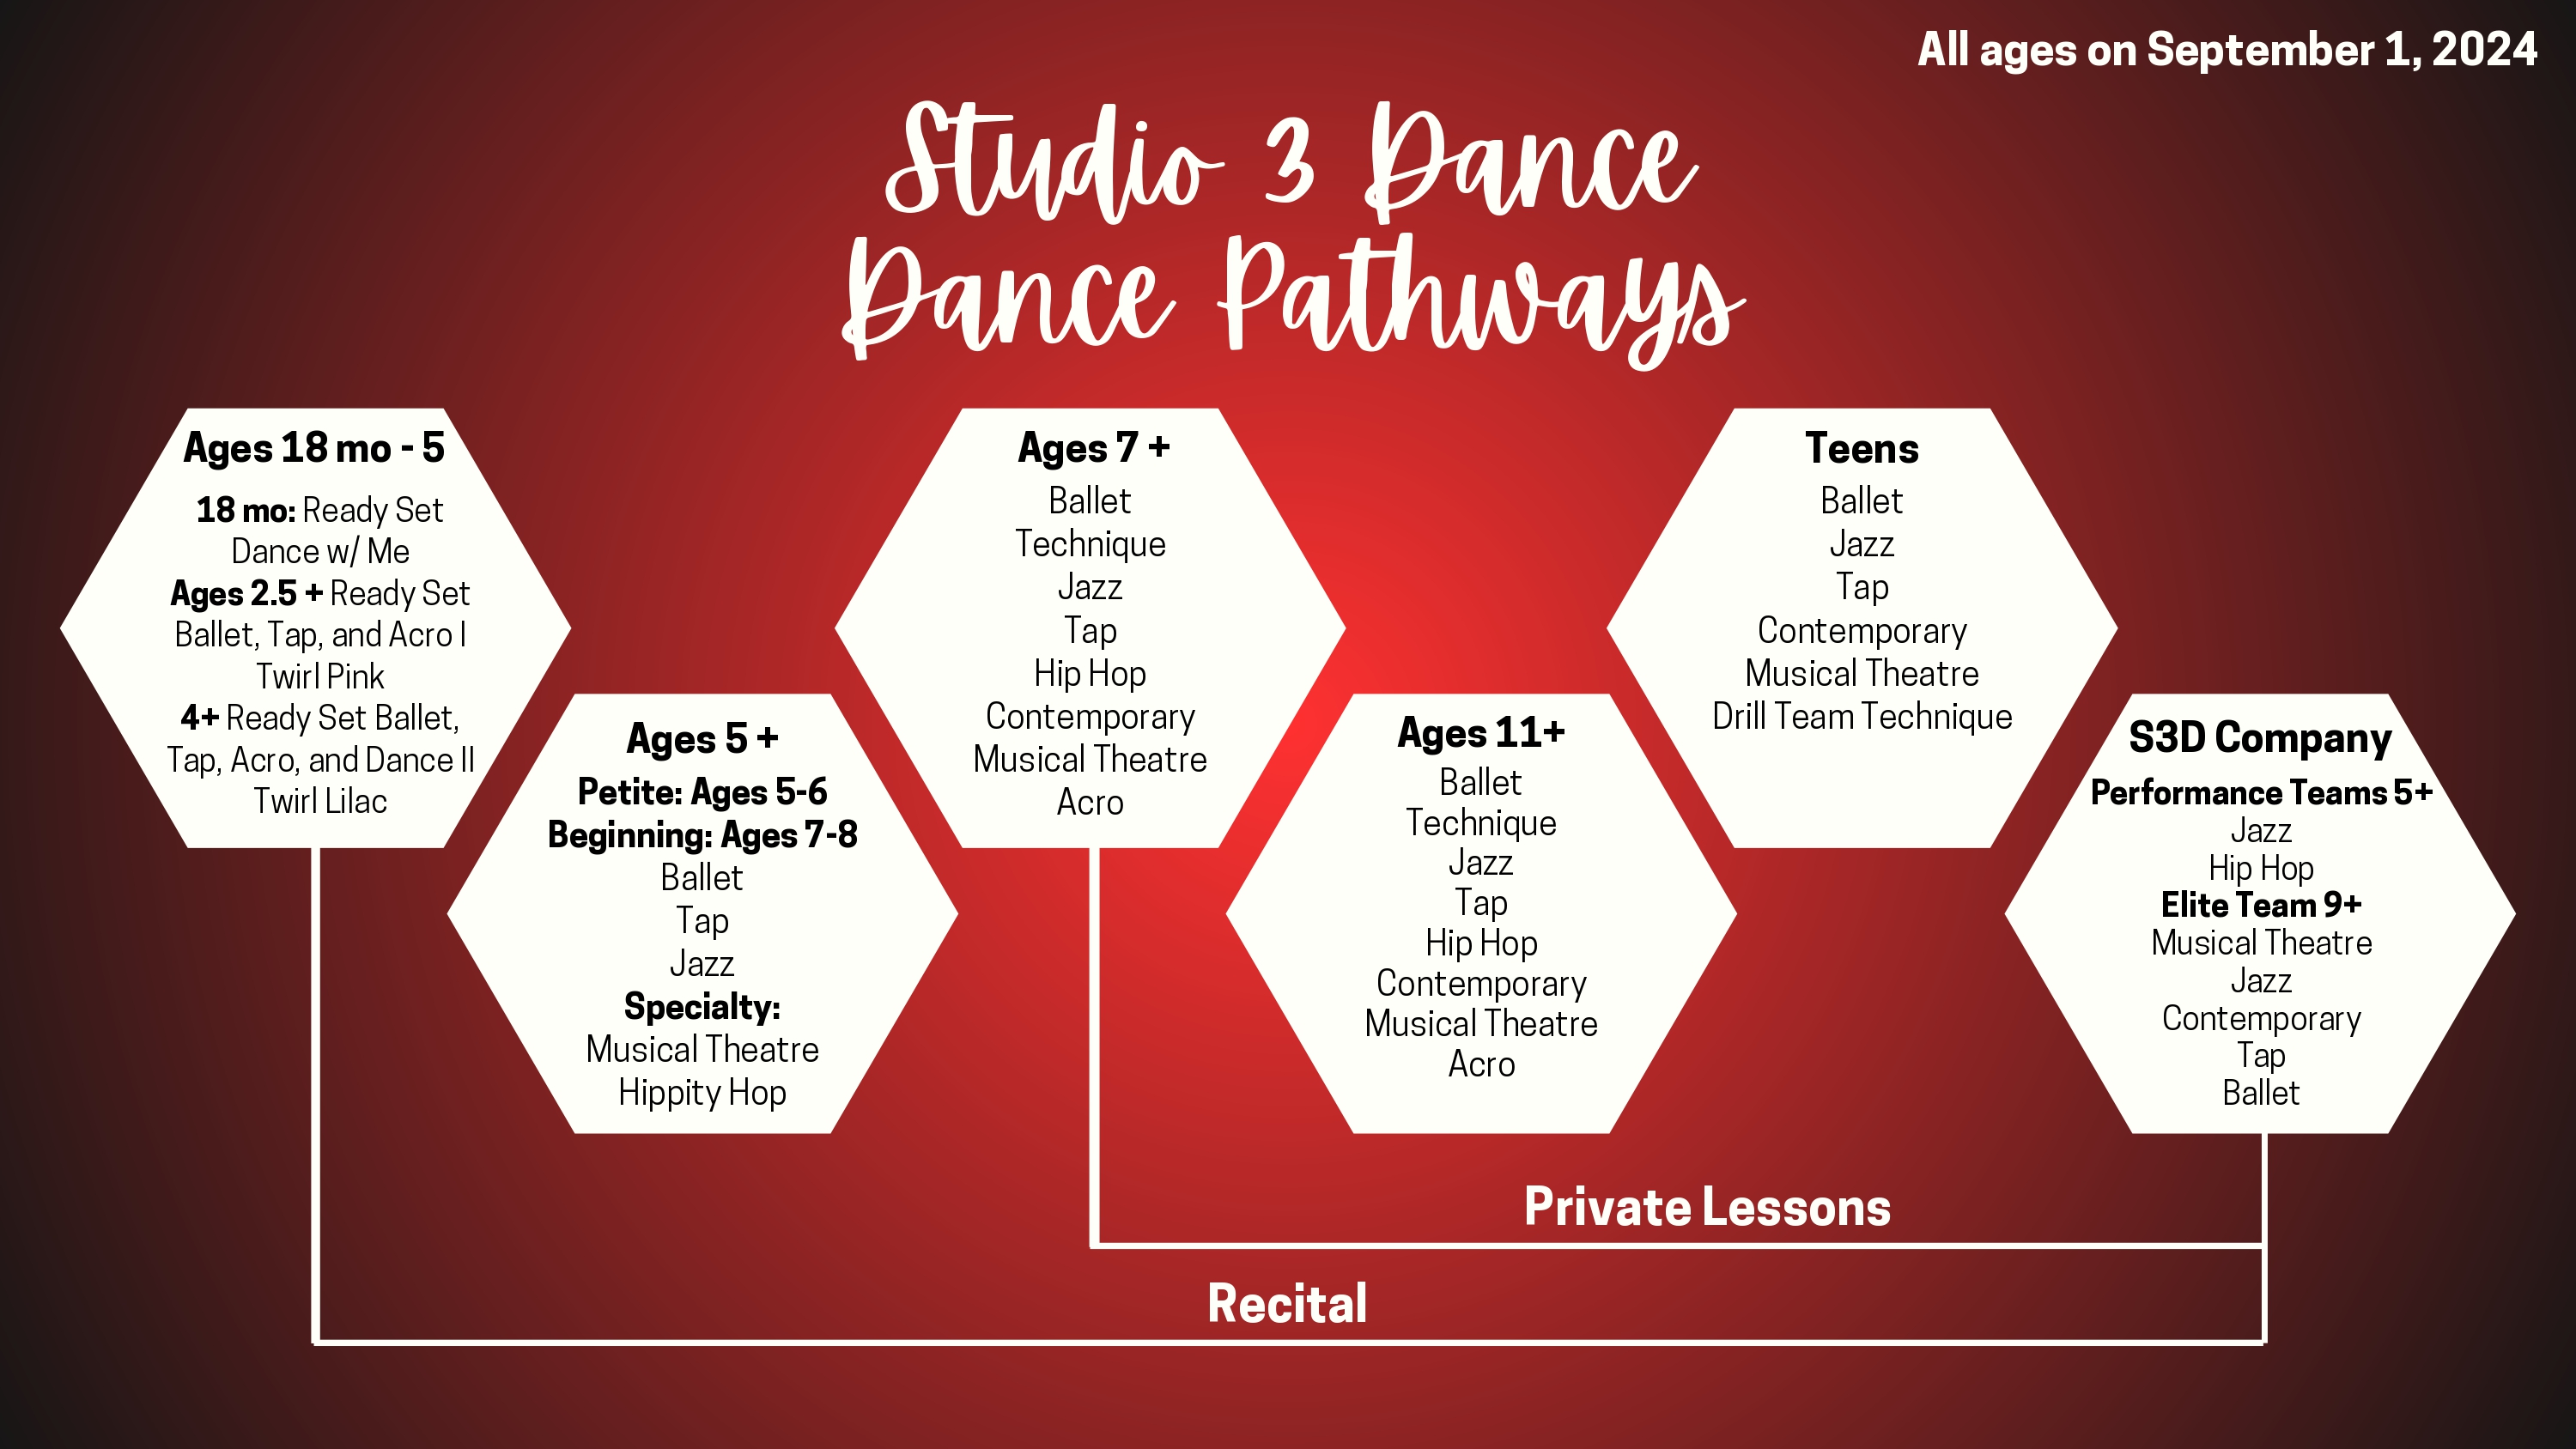 All ages on September 1, 2024
Studio 3 Dance
Dance Pathways
Ages 18 mo - 5
18 mo: Ready Set
Dance w/ Me
Ages 2.5 + Ready Set
Ballet, Tap, and Acro I
Twirl Pink
4+ Ready Set Ballet,
Tap, Acro, and Dance II
Twirl Lilac
Ages 5 +
Petite: Ages 5-6
Beginning: Ages 7-8
Ballet
Tap
Jazz
Specialty:
Musical Theatre
Hippity Hop
Ages 7 +
Ballet
Technique
Jazz
Tap
Hip Hop
Contemporary
Musical Theatre
Acro
Ages 11+
Ballet
Technique
Jazz
Tap
Hip Hop
Contemporary
Musical Theatre
Acro
Teens
Ballet
Jazz
Tap
Contemporary
Musical Theatre
Drill Team Technique
S3D Company
Performance Teams 5+
Jazz
Hip Hop
Elite Team 9+
Musical Theatre
Jazz
Contemporary
Tap
Ballet
Private Lessons
Recital